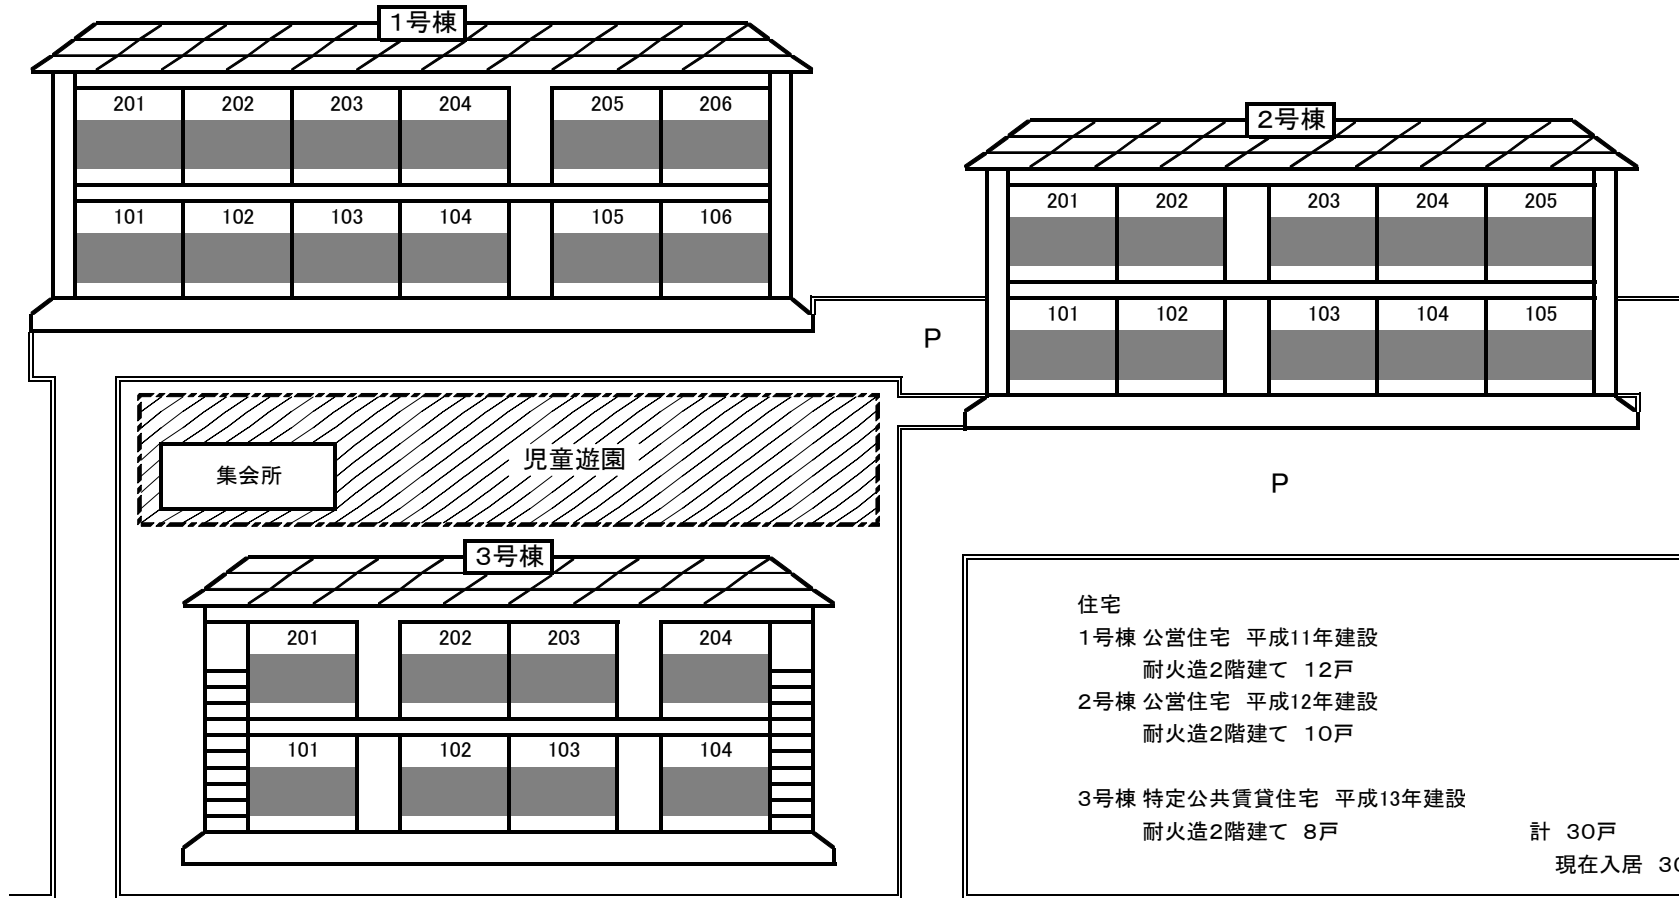 1号棟
201 202 203 204 205 206
101 102 103 104 105 106
2号棟
201 202 203 204 205
101 102 103 104 105
P
児童遊園
集会所
P
3号棟
201 202 203 204
101 102 103 104
住宅
1号棟 公営住宅 平成11年建設
耐火造2階建て 12戸
2号棟 公営住宅 平成12年建設
耐火造2階建て 10戸
3号棟 特定公共賃貸住宅 平成13年建設
耐火造2階建て 8戸 計 30戸
現在入居 30